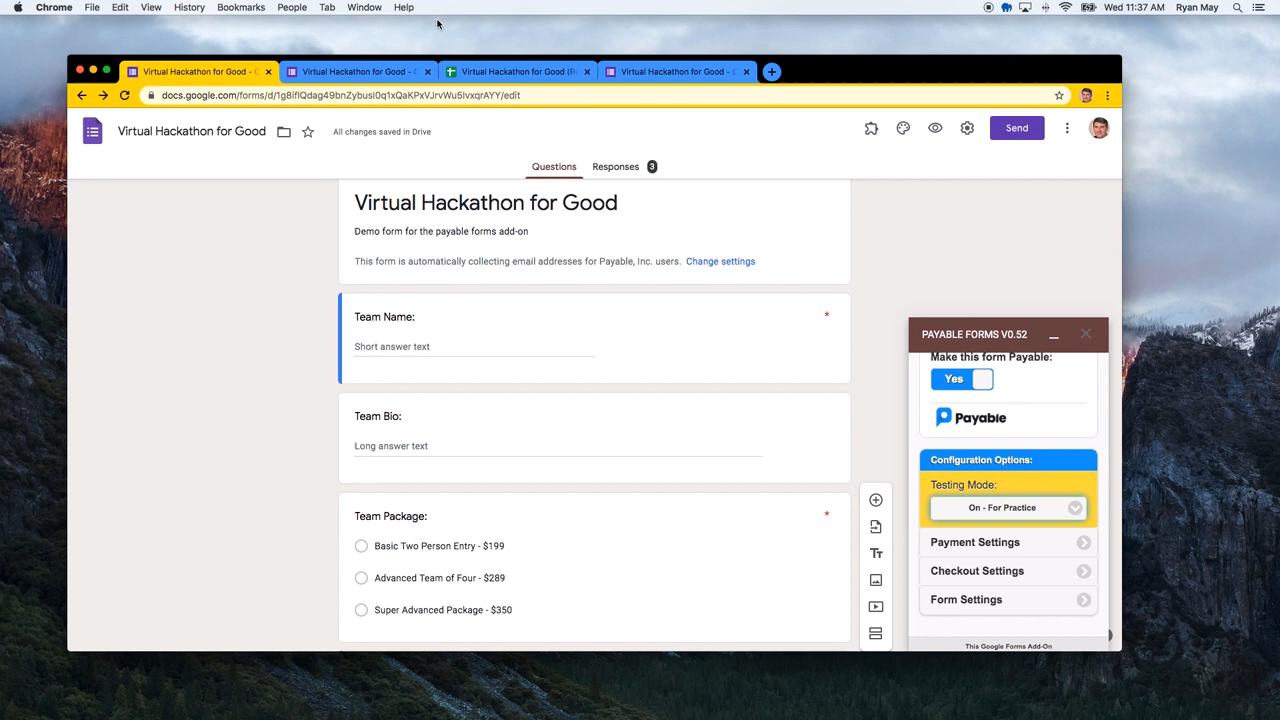 Chrome File Edit View History Bookmarks People Tab Window Help Wed 11:37 AM Ryan May
Virtual Hackathon for Good - Virtual Hackathon for Good - Virtual Hackathon for Good (R Virtual Hackathon for Good -
docs.google.com/forms/d/1g8iflQdag49bnZybusl0q1xQaKPxVJrvWu5lvxqrAYY/edit
Virtual Hackathon for Good All changes saved in Drive Send
Questions Responses 3
Virtual Hackathon for Good
Demo form for the payable forms add-on
This form is automatically collecting email addresses for Payable, Inc. users. Change settings
Team Name: *
Short answer text
Team Bio:
Long answer text
Team Package: *
Basic Two Person Entry - $199
Advanced Team of Four - $289
Super Advanced Package - $350
PAYABLE FORMS V0.52
Make this form Payable:
Yes
Payable
Configuration Options:
Testing Mode:
On - For Practice
Payment Settings
Checkout Settings
Form Settings
This Google Forms Add-On